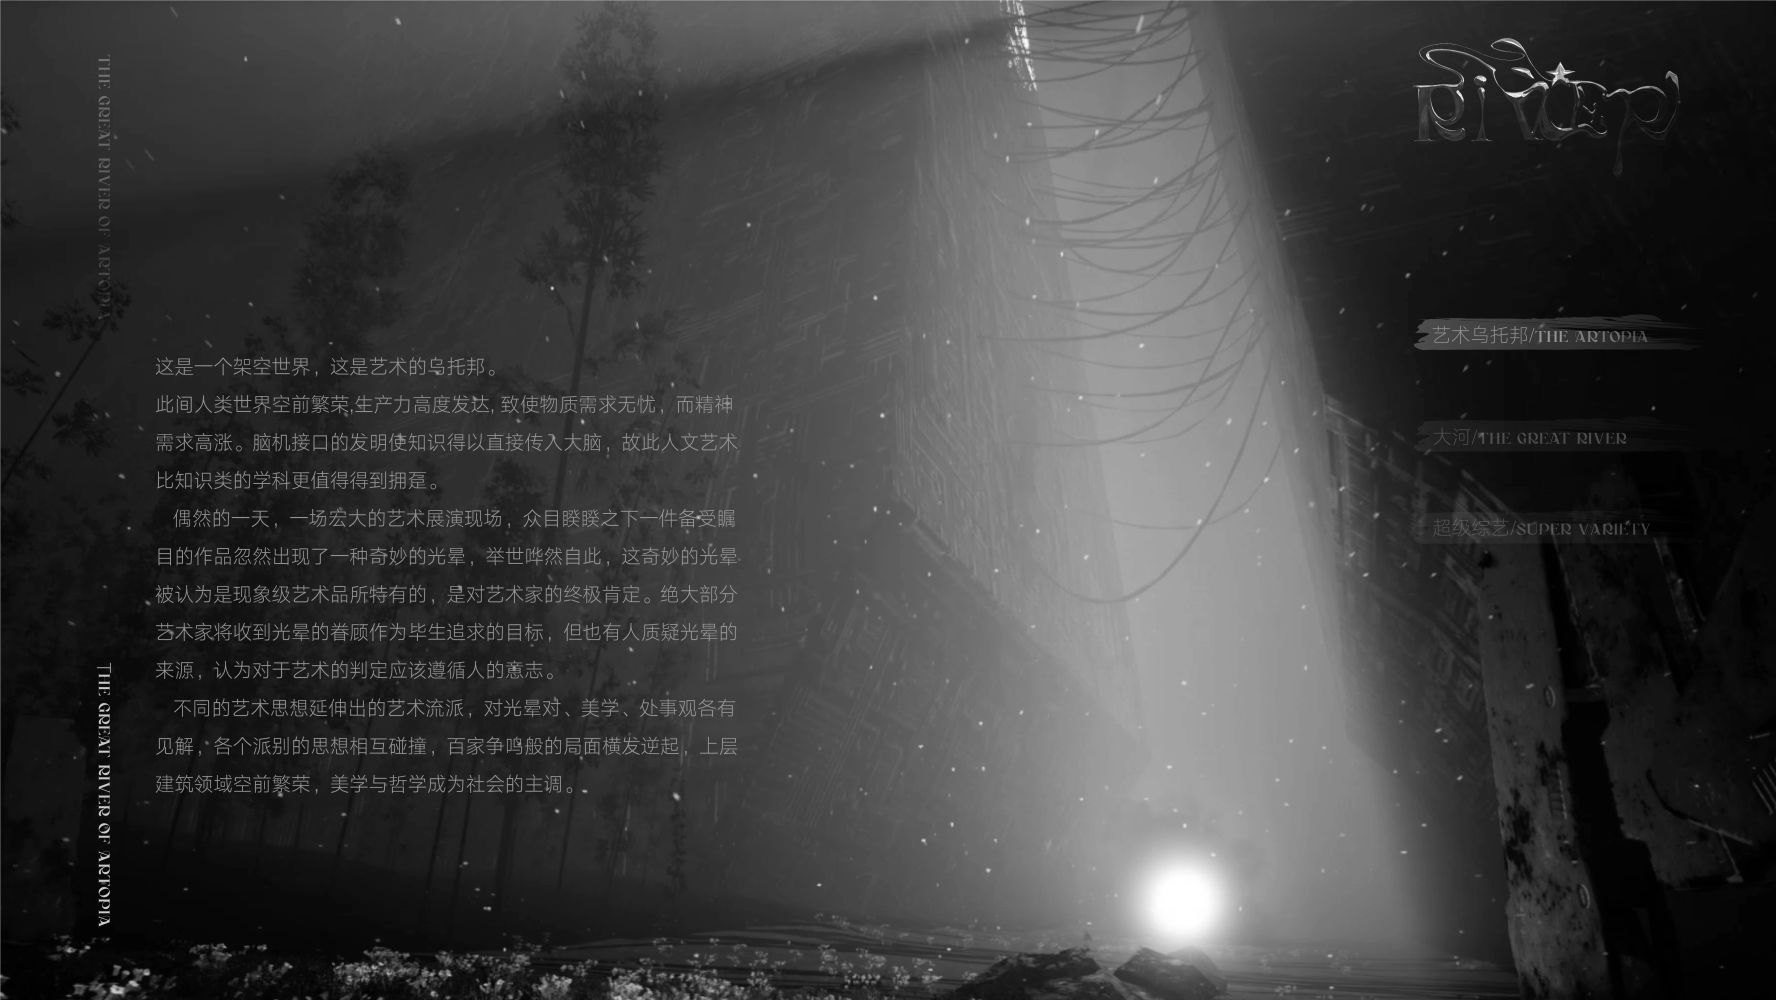 THE GREAT RIVER OF ARTOPIA
RiVER
艺术乌托邦/THE ARTOPIA
大河/THE GREAT RIVER
超级综艺/SUPER VARIETY
这是一个架空世界，这是艺术的乌托邦。
此间人类世界空前繁荣,生产力高度发达, 致使物质需求无忧，而精神
需求高涨。脑机接口的发明使知识得以直接传入大脑，故此人文艺术
比知识类的学科更值得得到拥趸。
偶然的一天，一场宏大的艺术展演现场，众目睽睽之下一件备受瞩
目的作品忽然出现了一种奇妙的光晕，举世哗然自此，这奇妙的光晕
被认为是现象级艺术品所特有的，是对艺术家的终极肯定。绝大部分
艺术家将收到光晕的眷顾作为毕生追求的目标，但也有人质疑光晕的
来源，认为对于艺术的判定应该遵循人的意志。
不同的艺术思想延伸出的艺术流派，对光晕对、美学、处事观各有
见解，各个派别的思想相互碰撞，百家争鸣般的局面横发逆起，上层
建筑领域空前繁荣，美学与哲学成为社会的主调。
THE GREAT RIVER OF ARTOPIA